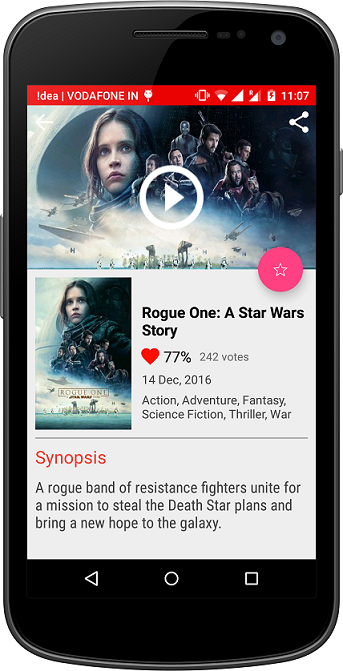 !dea | VODAFONE IN 11:07
Rogue One: A Star Wars
Story
77% 242 votes
14 Dec, 2016
Action, Adventure, Fantasy,
Science Fiction, Thriller, War
ROGUE ONE
STAR WARS
Synopsis
A rogue band of resistance fighters unite for
a mission to steal the Death Star plans and
bring a new hope to the galaxy.